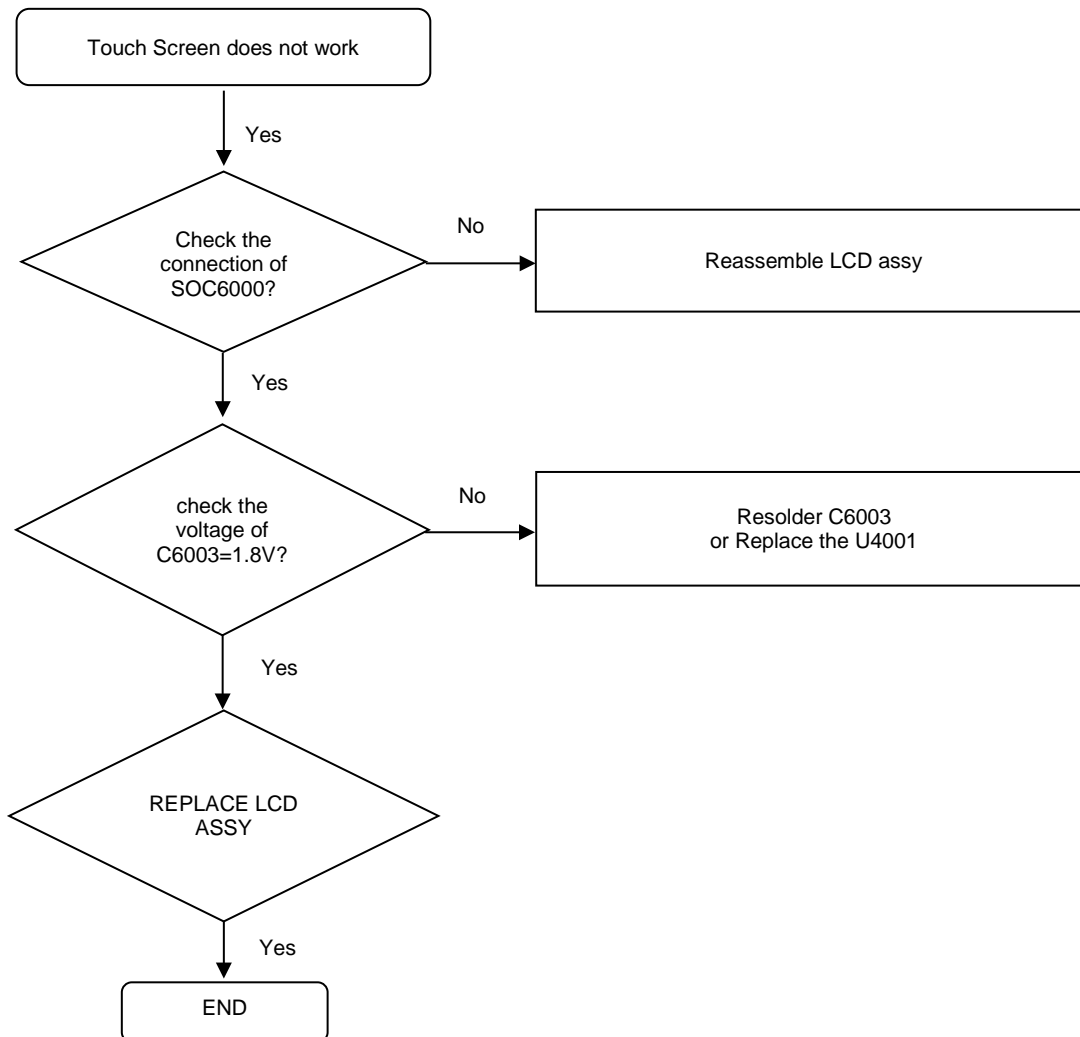 Touch Screen does not work
Yes
Check the
connection of
SOC6000?
No
Reassemble LCD assy
Yes
check the
voltage of
C6003=1.8V?
No
Resolder C6003
or Replace the U4001
Yes
REPLACE LCD
ASSY
Yes
END